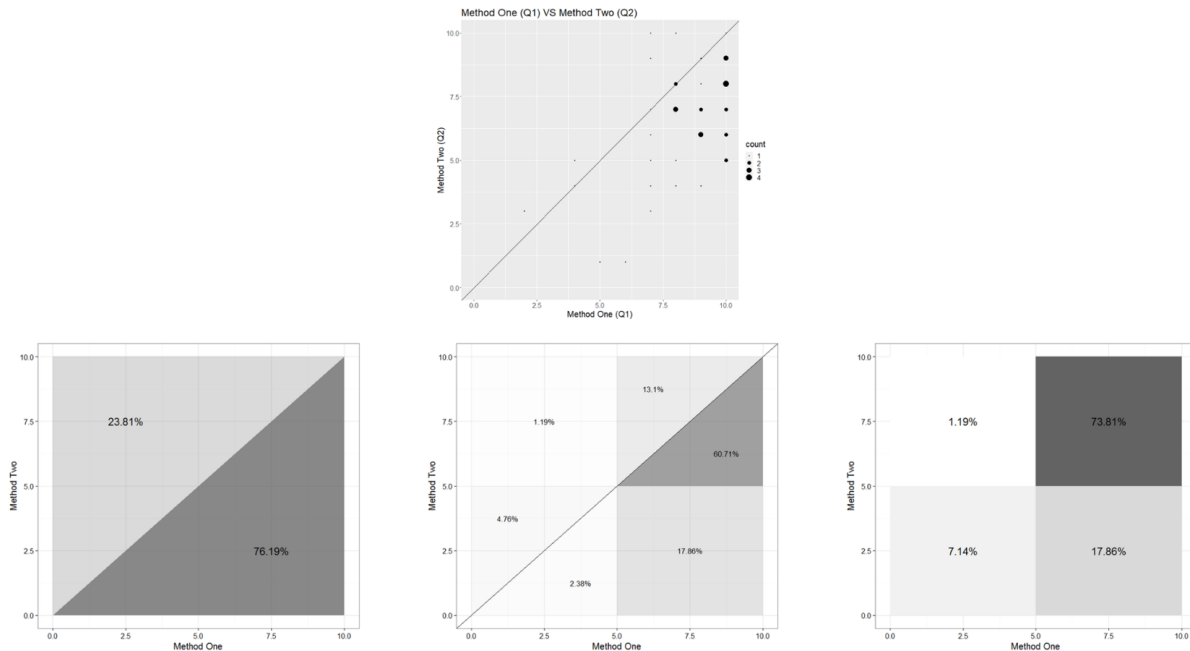 Method One (Q1) VS Method Two (Q2)
10.0
7.5
5.0
2.5
0.0
Method Two (Q2)
0.0 2.5 5.0 7.5 10.0
Method One (Q1)
count
1
2
3
4
10.0
7.5
5.0
2.5
0.0
Method Two
23.81%
76.19%
0.0 2.5 5.0 7.5 10.0
Method One
10.0
7.5
5.0
2.5
0.0
Method Two
13.1%
1.19%
60.71%
4.76%
17.86%
2.38%
0.0 2.5 5.0 7.5 10.0
Method One
10.0
7.5
5.0
2.5
0.0
Method Two
1.19% 73.81%
7.14% 17.86%
0.0 2.5 5.0 7.5 10.0
Method One